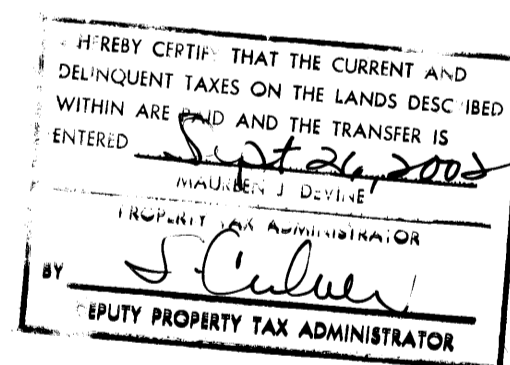 I HEREBY CERTIFY THAT THE CURRENT AND
DELINQUENT TAXES ON THE LANDS DESCRIBED
WITHIN ARE PAID AND THE TRANSFER IS
ENTERED Sept 26, 2002
MAUREEN J DEVINE
PROPERTY TAX ADMINISTRATOR
BY S. Culver
DEPUTY PROPERTY TAX ADMINISTRATOR